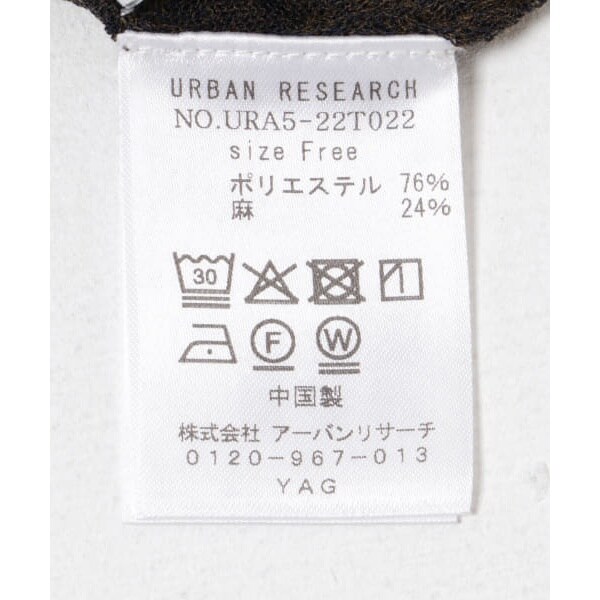 URBAN RESEARCH
NO.URA5-22T022
size Free
ポリエステル 76%
麻 24%
30
F W
中国製
株式会社 アーバンリサーチ
0120-967-013
YAG